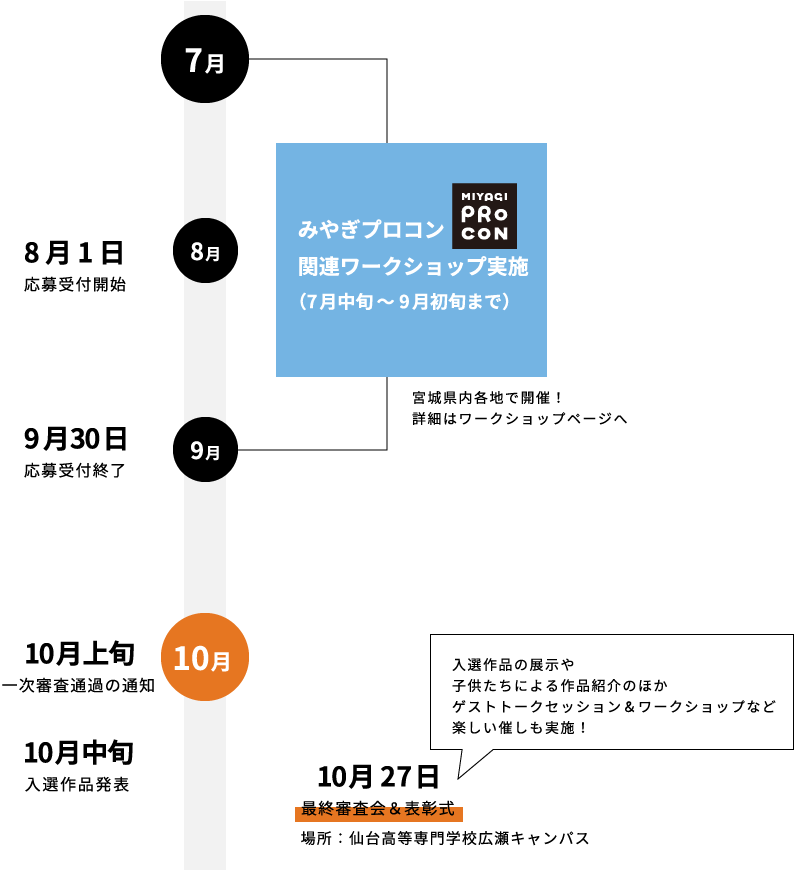 7月
みやぎプロコン
MIYAGI
PRO
CON
関連ワークショップ実施
（7月中旬～9月初旬まで）
8月1日
応募受付開始
8月
宮城県内各地で開催！
詳細はワークショップページへ
9月30日
応募受付終了
9月
10月上旬
一次審査通過の通知
10月
10月中旬
入選作品発表
入選作品の展示や
子供たちによる作品紹介のほか
ゲストトークセッション＆ワークショップなど
楽しい催しも実施！
10月27日
最終審査会＆表彰式
場所：仙台高等専門学校広瀬キャンパス